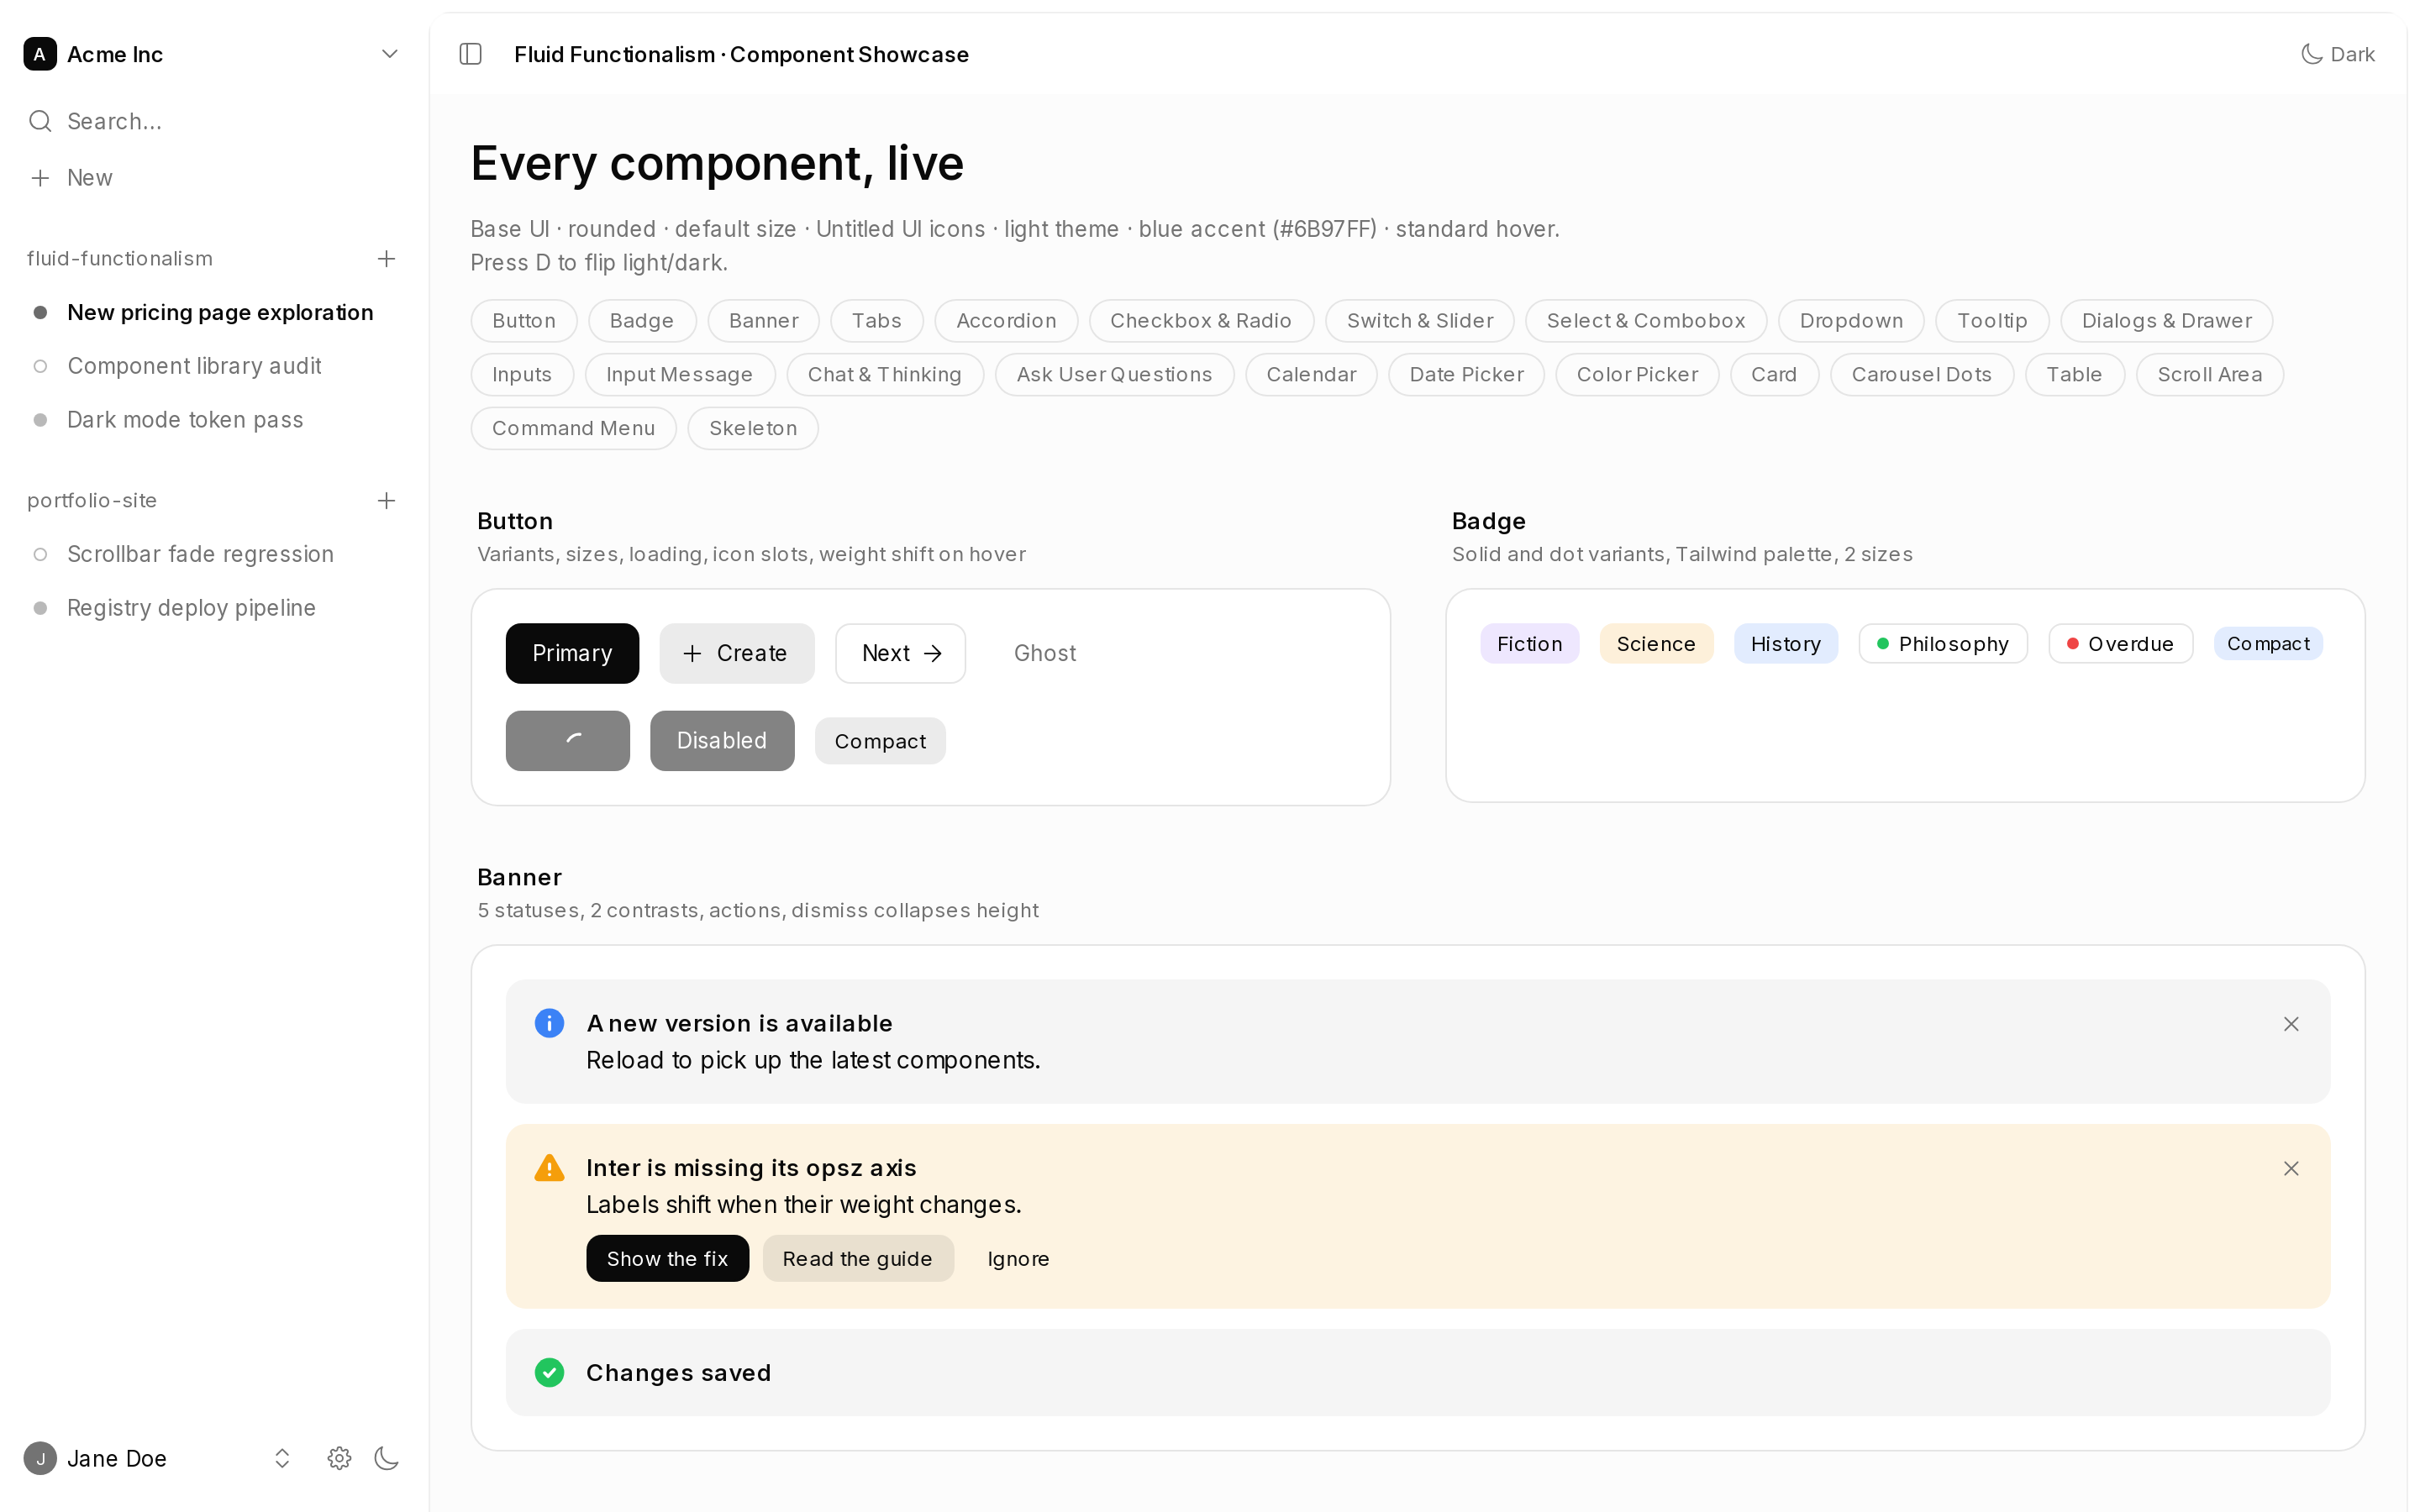 A Acme Inc
Search...
New
fluid-functionalism
New pricing page exploration
Component library audit
Dark mode token pass
portfolio-site
Scrollbar fade regression
Registry deploy pipeline
J Jane Doe
Fluid Functionalism · Component Showcase
Dark
Every component, live
Base UI · rounded · default size · Untitled UI icons · light theme · blue accent (#6B97FF) · standard hover.
Press D to flip light/dark.
Button Badge Banner Tabs Accordion Checkbox & Radio Switch & Slider Select & Combobox Dropdown Tooltip Dialogs & Drawer
Inputs Input Message Chat & Thinking Ask User Questions Calendar Date Picker Color Picker Card Carousel Dots Table Scroll Area
Command Menu Skeleton
Button
Variants, sizes, loading, icon slots, weight shift on hover
Primary Create Next Ghost
Disabled Compact
Badge
Solid and dot variants, Tailwind palette, 2 sizes
Fiction Science History Philosophy Overdue Compact
Banner
5 statuses, 2 contrasts, actions, dismiss collapses height
A new version is available
Reload to pick up the latest components.
Inter is missing its opsz axis
Labels shift when their weight changes.
Show the fix Read the guide Ignore
Changes saved